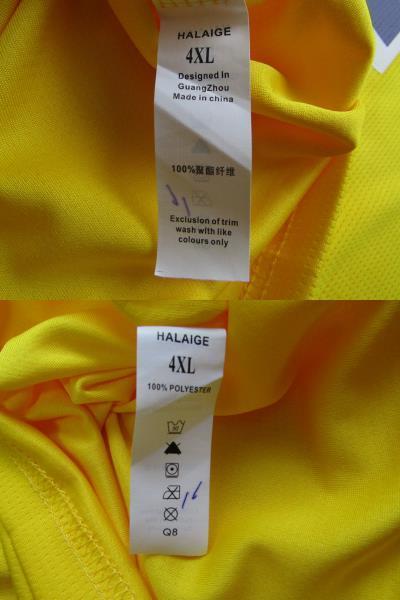 HALAIGE
4XL
Designed in
GuangZhou
Made in china
100%聚酯纤维
Exclusion of trim
wash with like
colours only
HALAIGE
4XL
100% POLYESTER
16
Q8